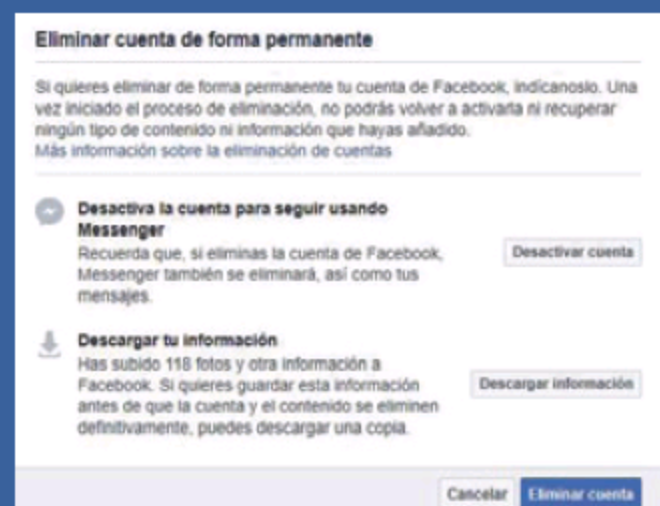 Eliminar cuenta de forma permanente
Si quieres eliminar de forma permanente tu cuenta de Facebook, indícanoslo. Una
vez iniciado el proceso de eliminación, no podrás volver a activarla ni recuperar
ningún tipo de contenido ni información que hayas añadido.
Más información sobre la eliminación de cuentas
Desactiva la cuenta para seguir usando
Messenger
Recuerda que, si eliminas la cuenta de Facebook,
Messenger también se eliminará, así como tus
mensajes.
Desactivar cuenta
Descargar tu información
Has subido 118 fotos y otra información a
Facebook. Si quieres guardar esta información
antes de que la cuenta y el contenido se eliminen
definitivamente, puedes descargar una copia.
Descargar información
Cancelar
Eliminar cuenta